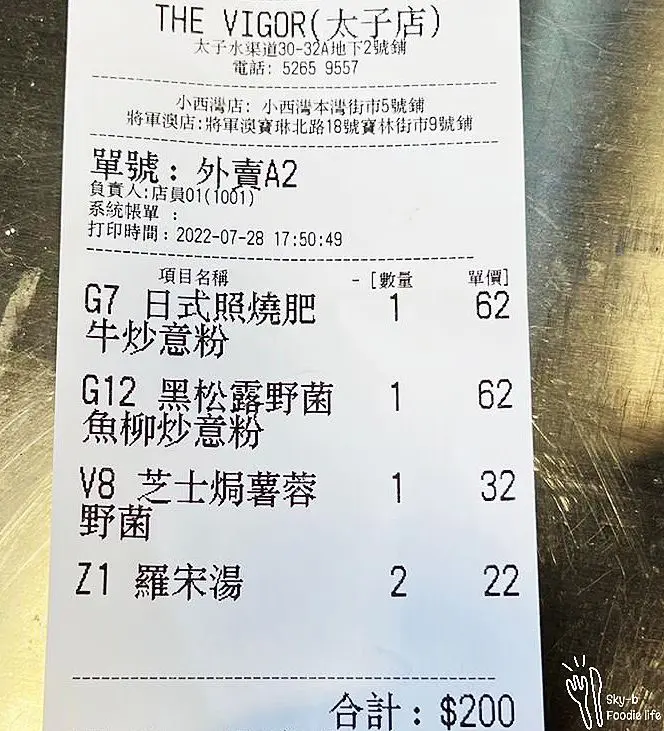 THE VIGOR(太子店)
太子水渠道30-32A地下2號鋪
電話: 5265 9557
小西灣店: 小西灣本灣街市5號鋪
將軍澳店:將軍澳寶琳北路18號寶林街市9號鋪
單號: 外賣A2
負責人:店員01(1001)
系統帳單 :
打印時間: 2022-07-28 17:50:49
項目名稱 - [數量 單價]
G7 日式照燒肥 1 62
牛炒意粉
G12 黑松露野菌 1 62
魚柳炒意粉
V8 芝士焗薯蓉 1 32
野菌
Z1 羅宋湯 2 22
合計: $200
Sky-b
Foodie life